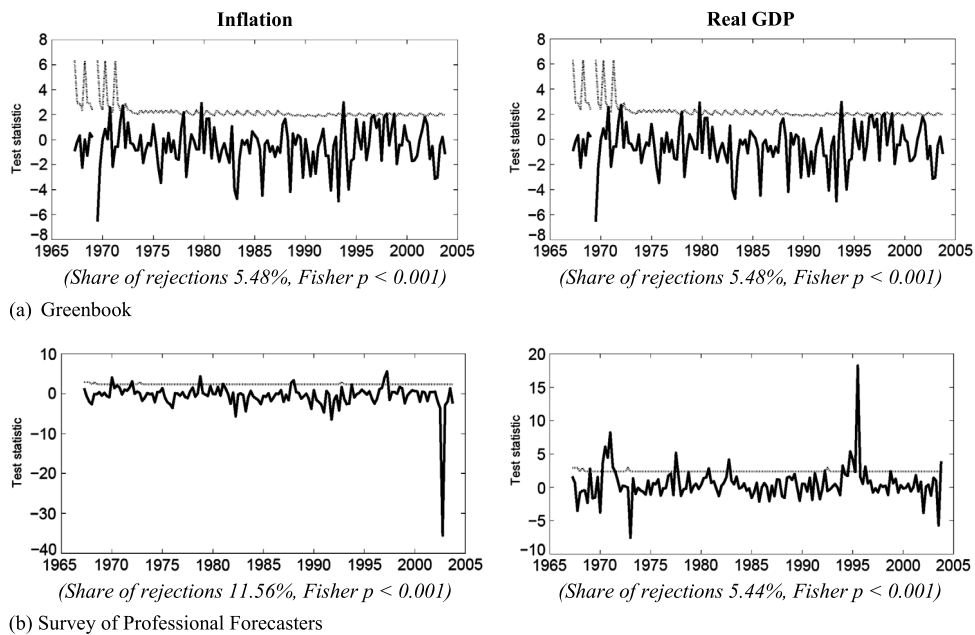 Inflation
Real GDP
8
6
4
2
0
−2
−4
−6
−8
Test statistic
1965 1970 1975 1980 1985 1990 1995 2000 2005
8
6
4
2
0
−2
−4
−6
−8
Test statistic
1965 1970 1975 1980 1985 1990 1995 2000 2005
(Share of rejections 5.48%, Fisher p < 0.001)
(Share of rejections 5.48%, Fisher p < 0.001)
(a) Greenbook
10
0
−10
−20
−30
−40
Test statistic
1965 1970 1975 1980 1985 1990 1995 2000 2005
20
15
10
5
0
−5
−10
Test statistic
1965 1970 1975 1980 1985 1990 1995 2000 2005
(Share of rejections 11.56%, Fisher p < 0.001)
(Share of rejections 5.44%, Fisher p < 0.001)
(b) Survey of Professional Forecasters